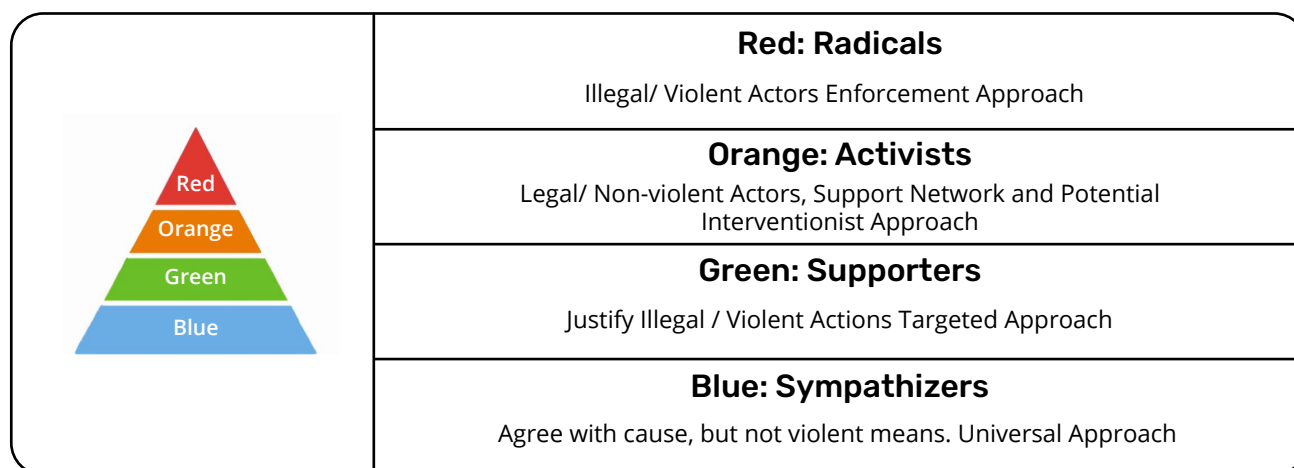 Red
Orange
Green
Blue
Red: Radicals
Illegal/ Violent Actors Enforcement Approach
Orange: Activists
Legal/ Non-violent Actors, Support Network and Potential
Interventionist Approach
Green: Supporters
Justify Illegal / Violent Actions Targeted Approach
Blue: Sympathizers
Agree with cause, but not violent means. Universal Approach